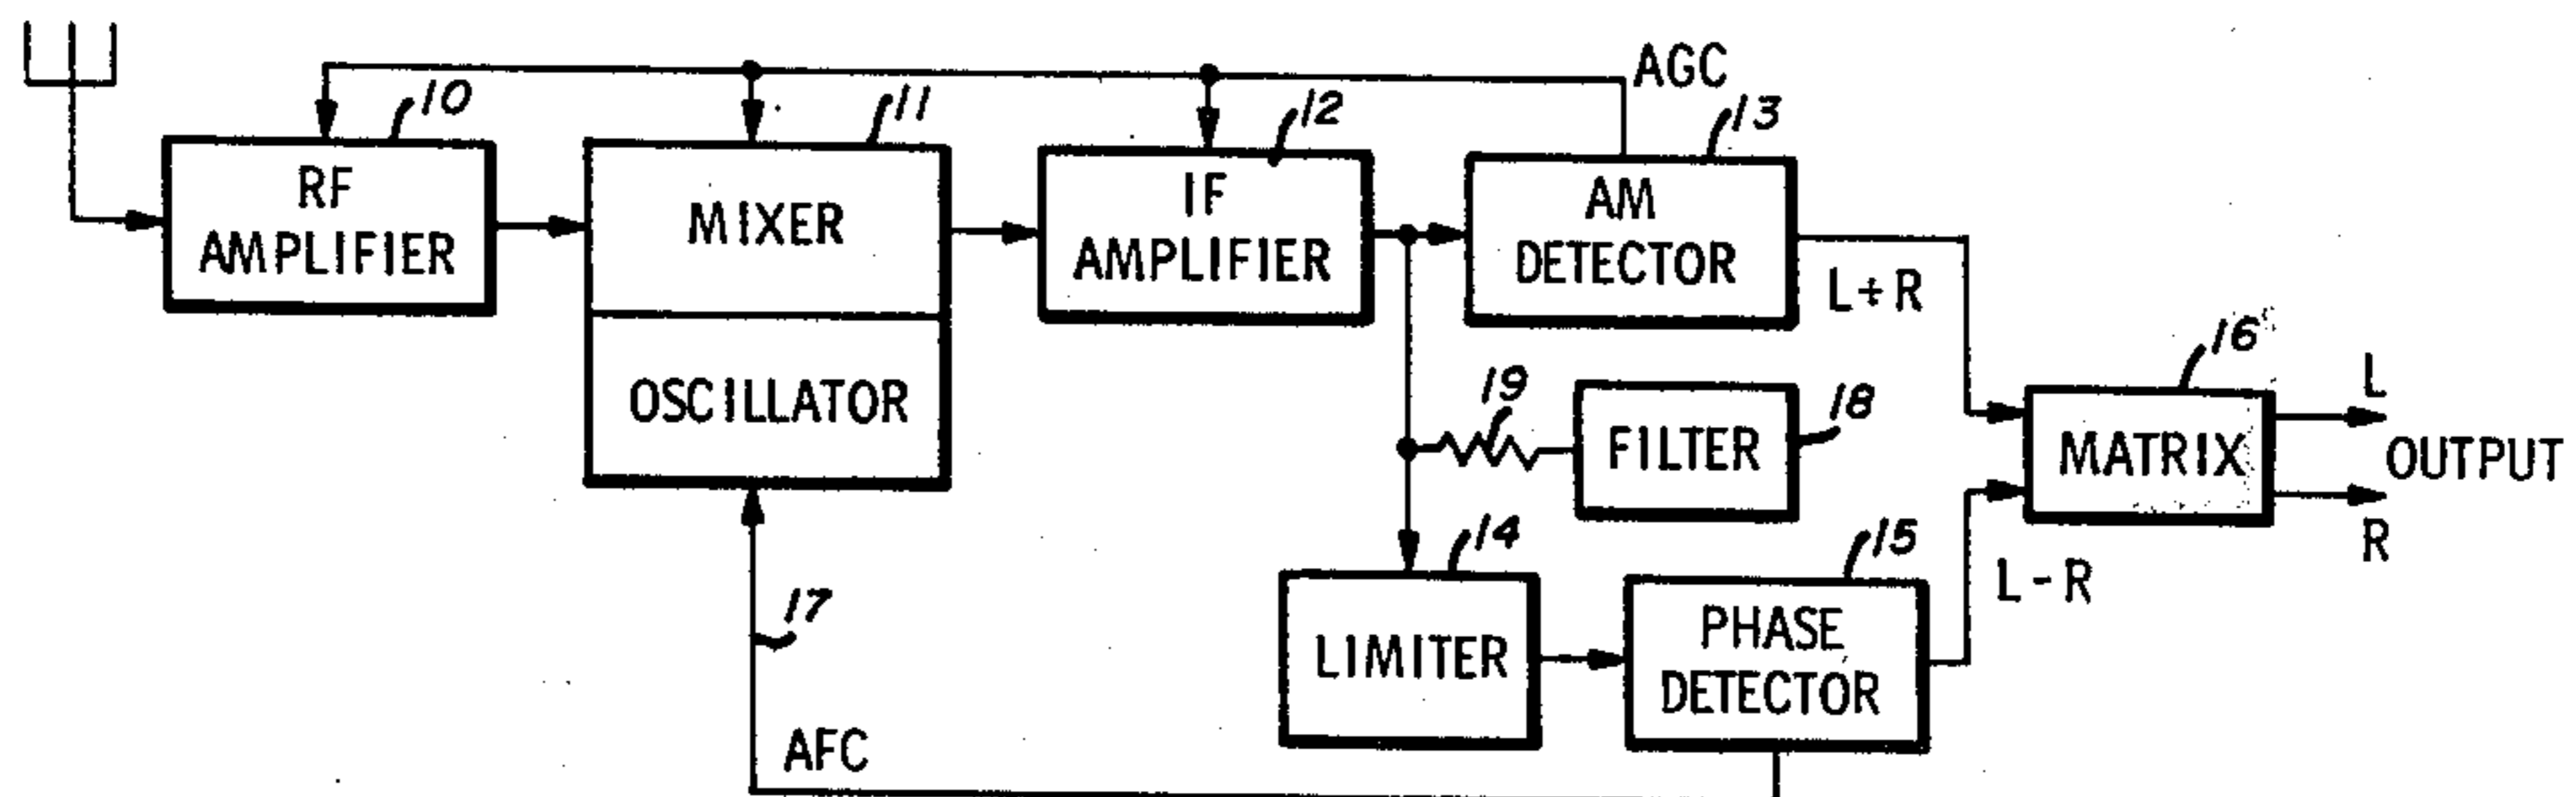 AGC
10
11
12
13
RF
AMPLIFIER
MIXER
OSCILLATOR
IF
AMPLIFIER
AM
DETECTOR
L+R
16
19
FILTER
18
MATRIX
L
OUTPUT
R
14
15
L-R
LIMITER
PHASE
DETECTOR
17
AFC